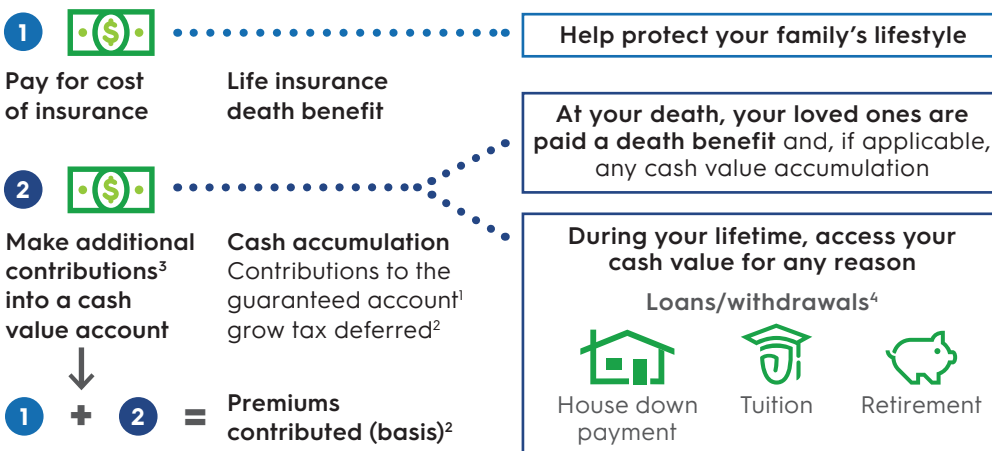 1
Help protect your family's lifestyle
Pay for cost
of insurance
Life insurance
death benefit
At your death, your loved ones are
paid a death benefit and, if applicable,
any cash value accumulation
2
Make additional
contributions³
into a cash
value account
Cash accumulation
Contributions to the
guaranteed account¹
grow tax deferred²
During your lifetime, access your
cash value for any reason
Loans/withdrawals⁴
House down
payment
Tuition
Retirement
1 + 2 =
Premiums
contributed (basis)²